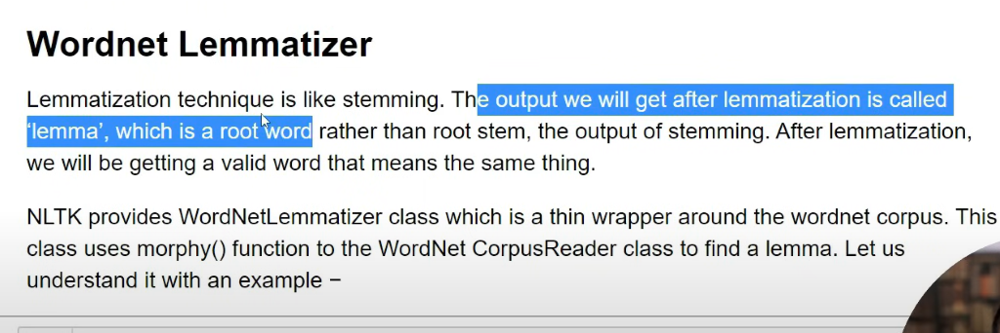 Wordnet Lemmatizer
Lemmatization technique is like stemming. The output we will get after lemmatization is called
‘lemma’, which is a root word rather than root stem, the output of stemming. After lemmatization,
we will be getting a valid word that means the same thing.
NLTK provides WordNetLemmatizer class which is a thin wrapper around the wordnet corpus. This
class uses morphy() function to the WordNet CorpusReader class to find a lemma. Let us
understand it with an example −